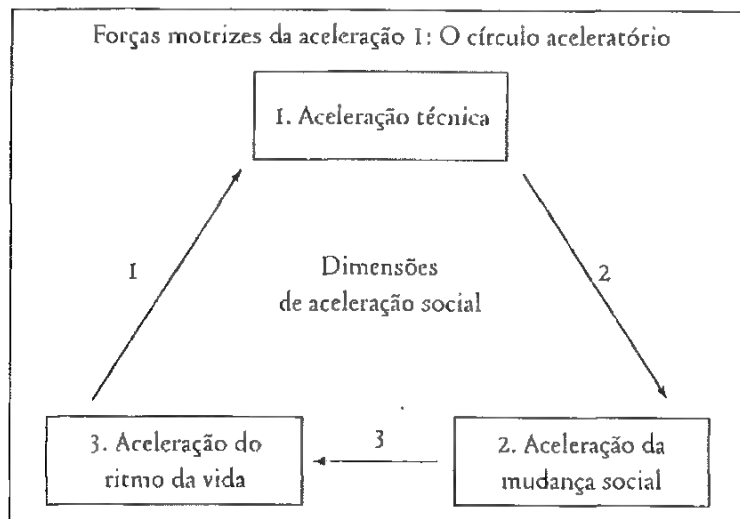 Forças motrizes da aceleração I: O círculo aceleratório
1. Aceleração técnica
1
Dimensões
de aceleração social
2
3. Aceleração do
ritmo da vida
3
2. Aceleração da
mudança social